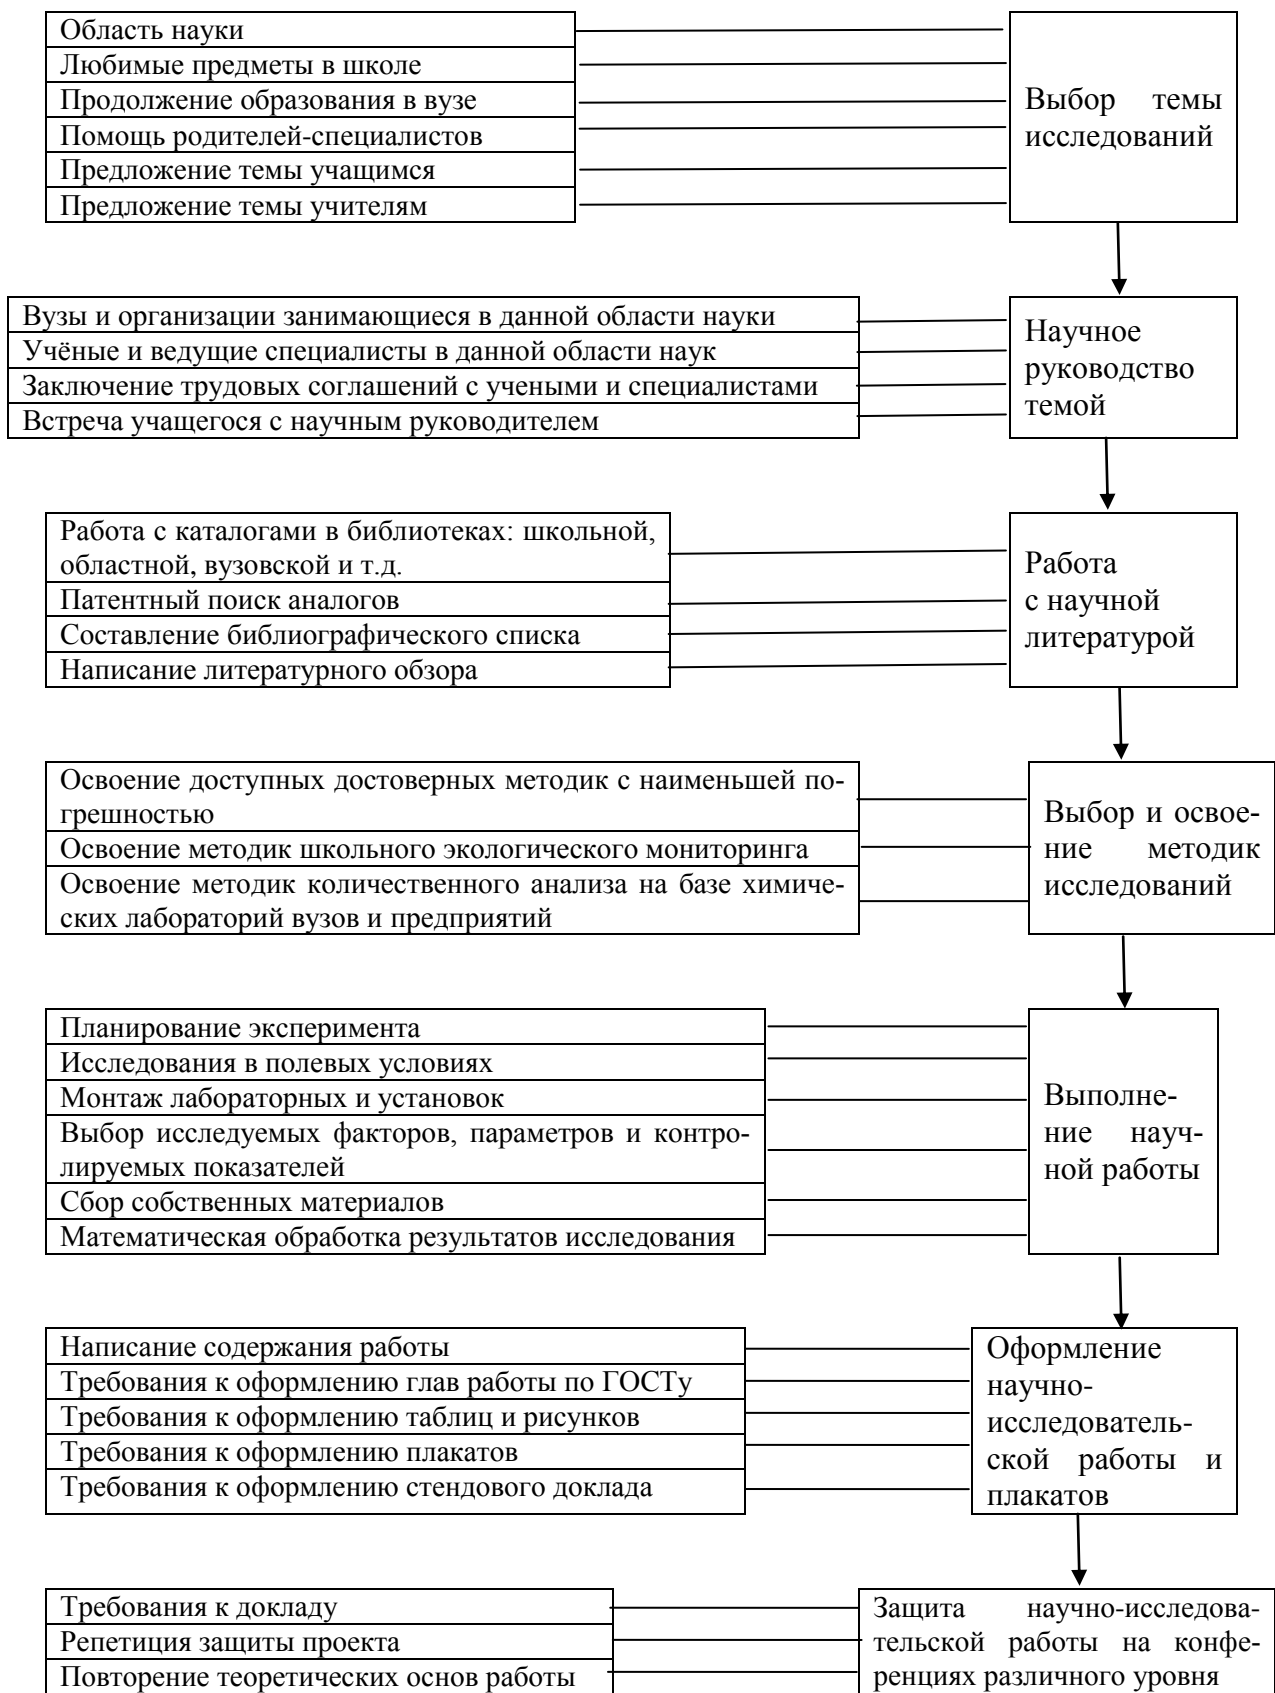 Область науки
Любимые предметы в школе
Продолжение образования в вузе
Помощь родителей-специалистов
Предложение темы учащимся
Предложение темы учителям
Выбор темы
исследований
Вузы и организации занимающиеся в данной области науки
Учёные и ведущие специалисты в данной области наук
Заключение трудовых соглашений с учеными и специалистами
Встреча учащегося с научным руководителем
Научное
руководство
темой
Работа с каталогами в библиотеках: школьной,
областной, вузовской и т.д.
Патентный поиск аналогов
Составление библиографического списка
Написание литературного обзора
Работа
с научной
литературой
Освоение доступных достоверных методик с наименьшей по-
грешностью
Освоение методик школьного экологического мониторинга
Освоение методик количественного анализа на базе химиче-
ских лабораторий вузов и предприятий
Выбор и освое-
ние методик
исследований
Планирование эксперимента
Исследования в полевых условиях
Монтаж лабораторных и установок
Выбор исследуемых факторов, параметров и контро-
лируемых показателей
Сбор собственных материалов
Математическая обработка результатов исследования
Выполне-
ние науч-
ной работы
Написание содержания работы
Требования к оформлению глав работы по ГОСТу
Требования к оформлению таблиц и рисунков
Требования к оформлению плакатов
Требования к оформлению стендового доклада
Оформление
научно-
исследователь-
ской работы и
плакатов
Требования к докладу
Репетиция защиты проекта
Повторение теоретических основ работы
Защита научно-исследова-
тельской работы на конфе-
ренциях различного уровня